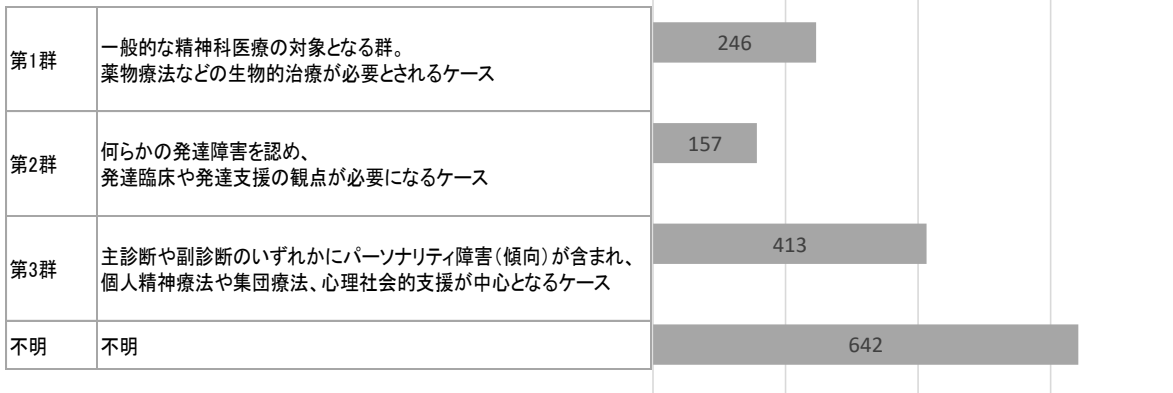 第1群
一般的な精神科医療の対象となる群。
薬物療法などの生物的治療が必要とされるケース
246
第2群
何らかの発達障害を認め、
発達臨床や発達支援の観点が必要になるケース
157
第3群
主診断や副診断のいずれかにパーソナリティ障害（傾向）が含まれ、
個人精神療法や集団療法、心理社会的支援が中心となるケース
413
不明
不明
642